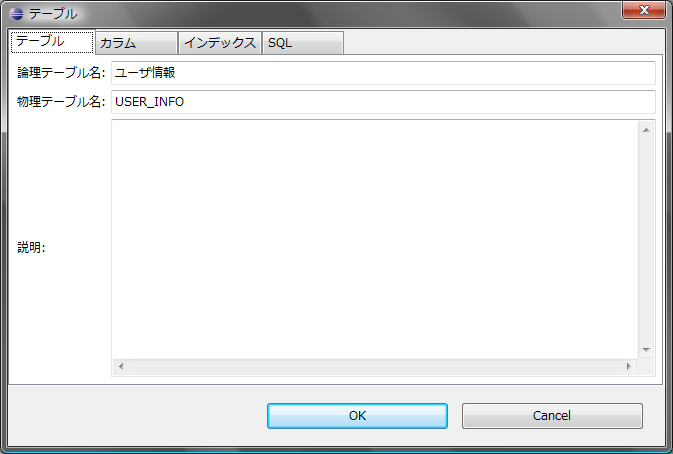 テーブル
テーブル カラム インデックス SQL
論理テーブル名: ユーザ情報
物理テーブル名: USER_INFO
説明:
OK Cancel